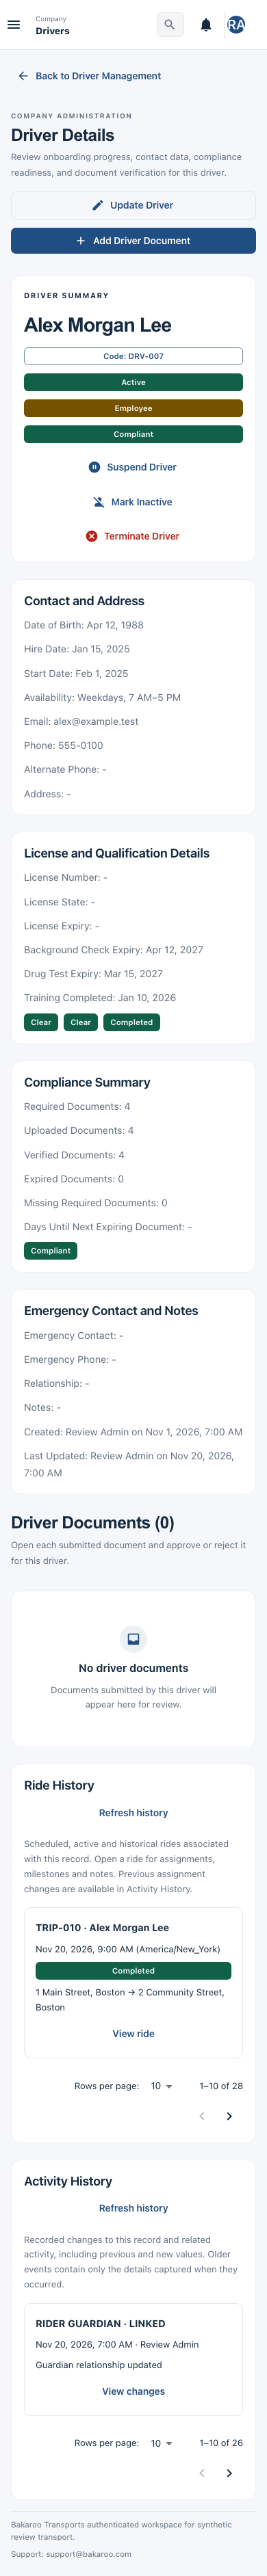 Company
Drivers
RA
Back to Driver Management
COMPANY ADMINISTRATION
Driver Details
Review onboarding progress, contact data, compliance
readiness, and document verification for this driver.
Update Driver
Add Driver Document
DRIVER SUMMARY
Alex Morgan Lee
Code: DRV-007
Active
Employee
Compliant
Suspend Driver
Mark Inactive
Terminate Driver
Contact and Address
Date of Birth: Apr 12, 1988
Hire Date: Jan 15, 2025
Start Date: Feb 1, 2025
Availability: Weekdays, 7 AM–5 PM
Email: alex@example.test
Phone: 555-0100
Alternate Phone: -
Address: -
License and Qualification Details
License Number: -
License State: -
License Expiry: -
Background Check Expiry: Apr 12, 2027
Drug Test Expiry: Mar 15, 2027
Training Completed: Jan 10, 2026
Clear Clear Completed
Compliance Summary
Required Documents: 4
Uploaded Documents: 4
Verified Documents: 4
Expired Documents: 0
Missing Required Documents: 0
Days Until Next Expiring Document: -
Compliant
Emergency Contact and Notes
Emergency Contact: -
Emergency Phone: -
Relationship: -
Notes: -
Created: Review Admin on Nov 1, 2026, 7:00 AM
Last Updated: Review Admin on Nov 20, 2026,
7:00 AM
Driver Documents (0)
Open each submitted document and approve or reject it
for this driver.
No driver documents
Documents submitted by this driver will
appear here for review.
Ride History
Refresh history
Scheduled, active and historical rides associated
with this record. Open a ride for assignments,
milestones and notes. Previous assignment
changes are available in Activity History.
TRIP-010 · Alex Morgan Lee
Nov 20, 2026, 9:00 AM (America/New_York)
Completed
1 Main Street, Boston → 2 Community Street,
Boston
View ride
Rows per page: 10 1–10 of 28
Activity History
Refresh history
Recorded changes to this record and related
activity, including previous and new values. Older
events contain only the details captured when they
occurred.
RIDER GUARDIAN · LINKED
Nov 20, 2026, 7:00 AM · Review Admin
Guardian relationship updated
View changes
Rows per page: 10 1–10 of 26
Bakaroo Transports authenticated workspace for synthetic
review transport.
Support: support@bakaroo.com